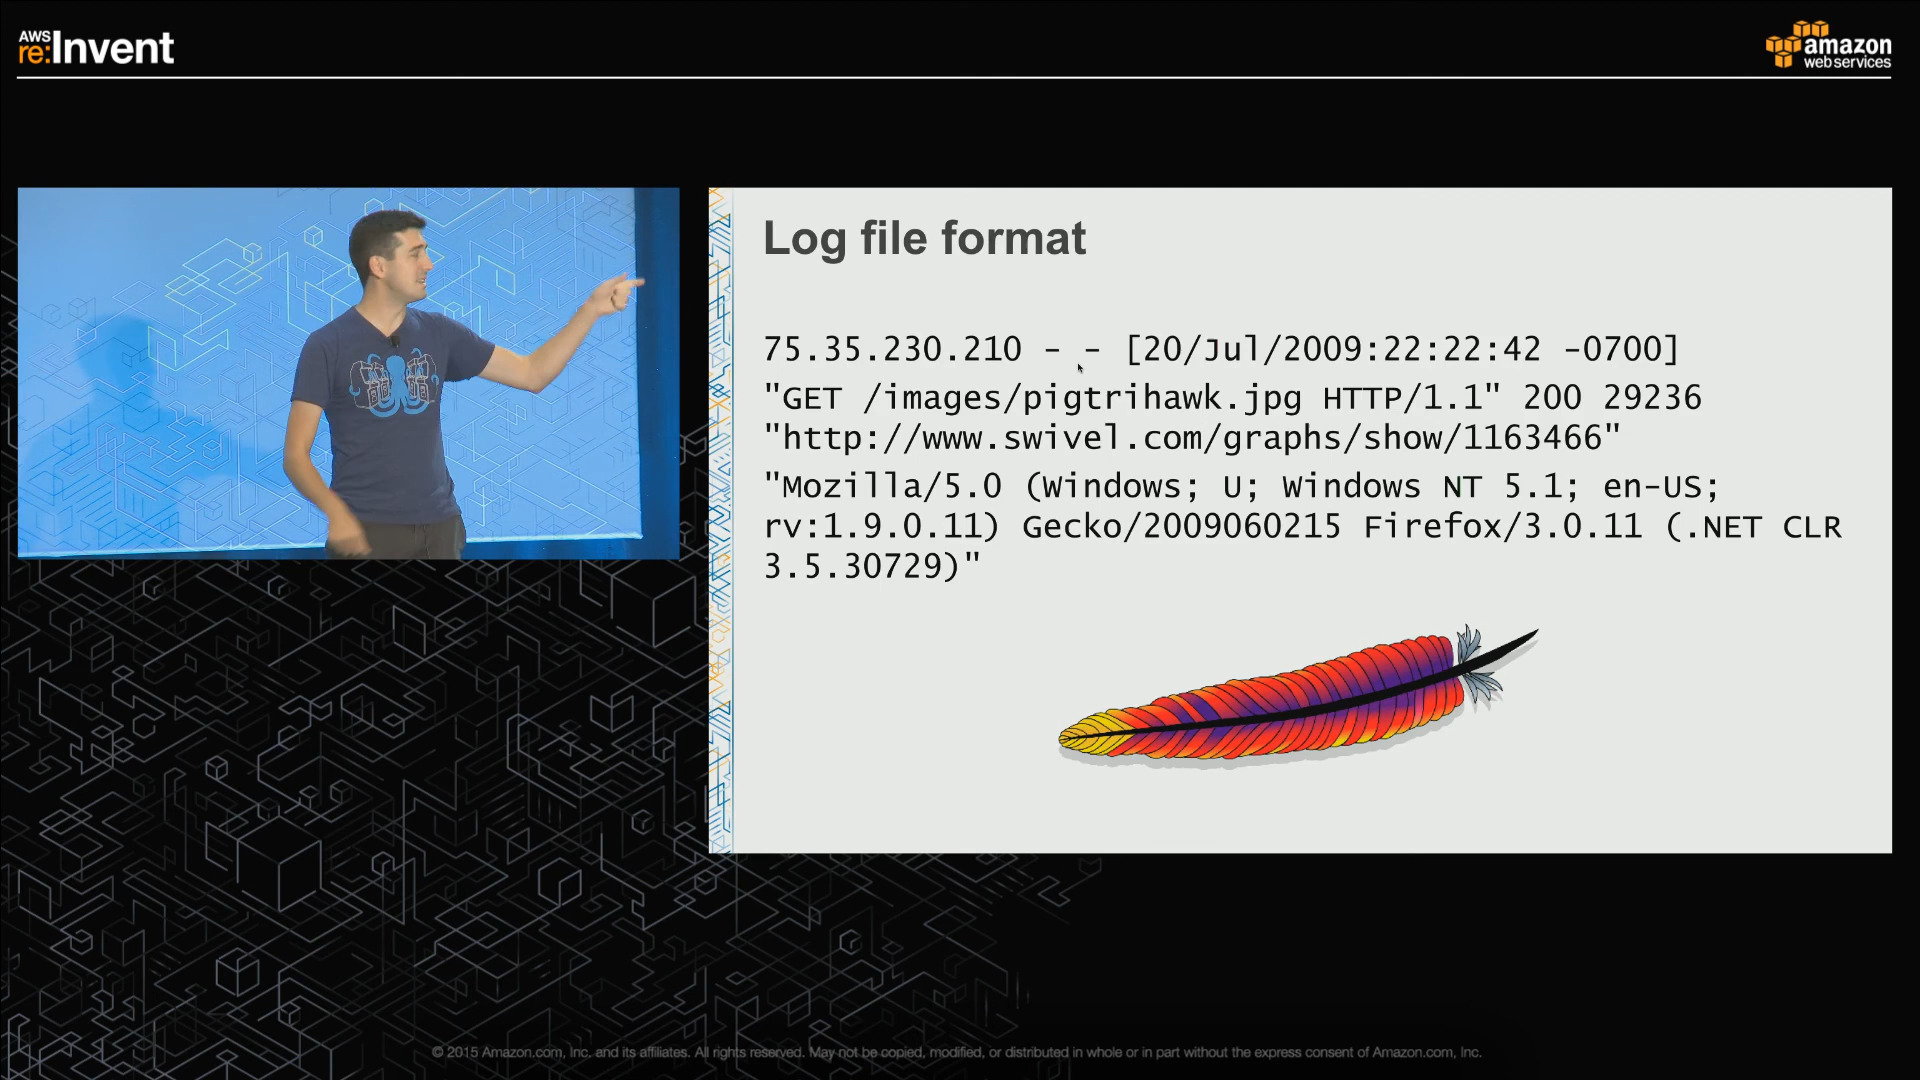 AWS
re:Invent
amazon
web services
Log file format
75.35.230.210 - - [20/Jul/2009:22:22:42 -0700]
"GET /images/pigtrihawk.jpg HTTP/1.1" 200 29236
"http://www.swivel.com/graphs/show/1163466"
"Mozilla/5.0 (Windows; U; Windows NT 5.1; en-US;
rv:1.9.0.11) Gecko/2009060215 Firefox/3.0.11 (.NET CLR
3.5.30729)"
© 2015 Amazon.com, Inc. and its affiliates. All rights reserved. May not be copied, modified, or distributed in whole or in part without the express consent of Amazon.com, Inc.